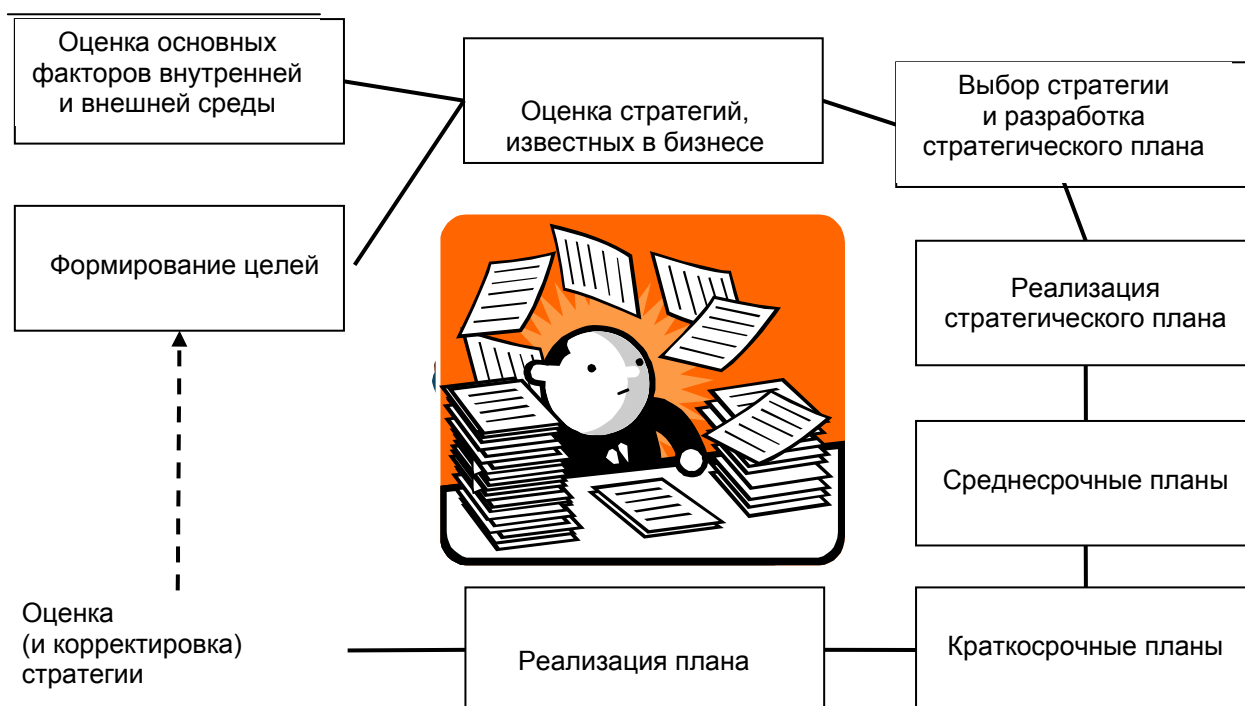 Оценка основных
факторов внутренней
и внешней среды
Оценка стратегий,
известных в бизнесе
Выбор стратегии
и разработка
стратегического плана
Формирование целей
Реализация
стратегического плана
Среднесрочные планы
Оценка
(и корректировка)
стратегии
Реализация плана
Краткосрочные планы